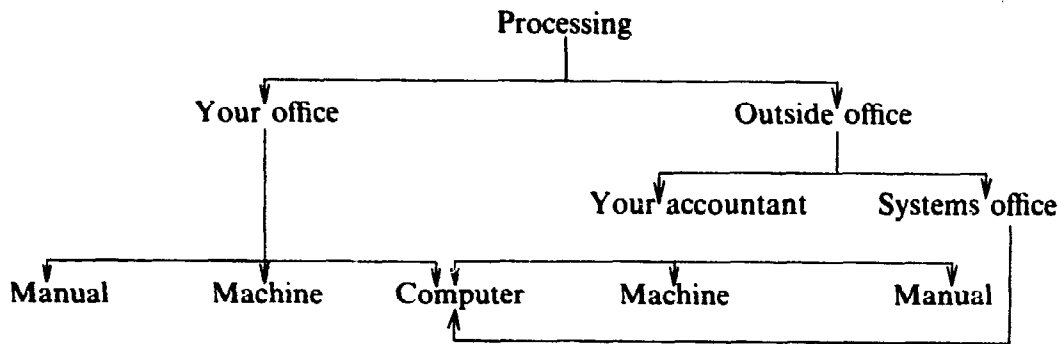 Processing
Your office Outside office
Your accountant Systems office
Manual Machine Computer Machine Manual